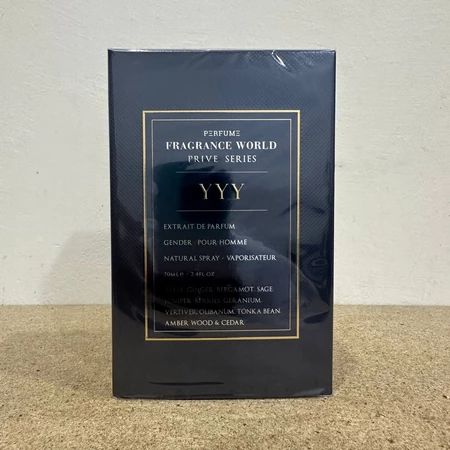 PERFUME
FRAGRANCE WORLD
PRIVE SERIES
YYY
EXTRAIT DE PARFUM
GENDER · POUR HOMME
NATURAL SPRAY · VAPORISATEUR
70ML · 2.4FL.OZ
GINGER, BERGAMOT, SAGE,
JUNIPER BERRIES, GERANIUM,
VERTIVER, OLIBANUM, TONKA BEAN,
AMBER WOOD & CEDAR